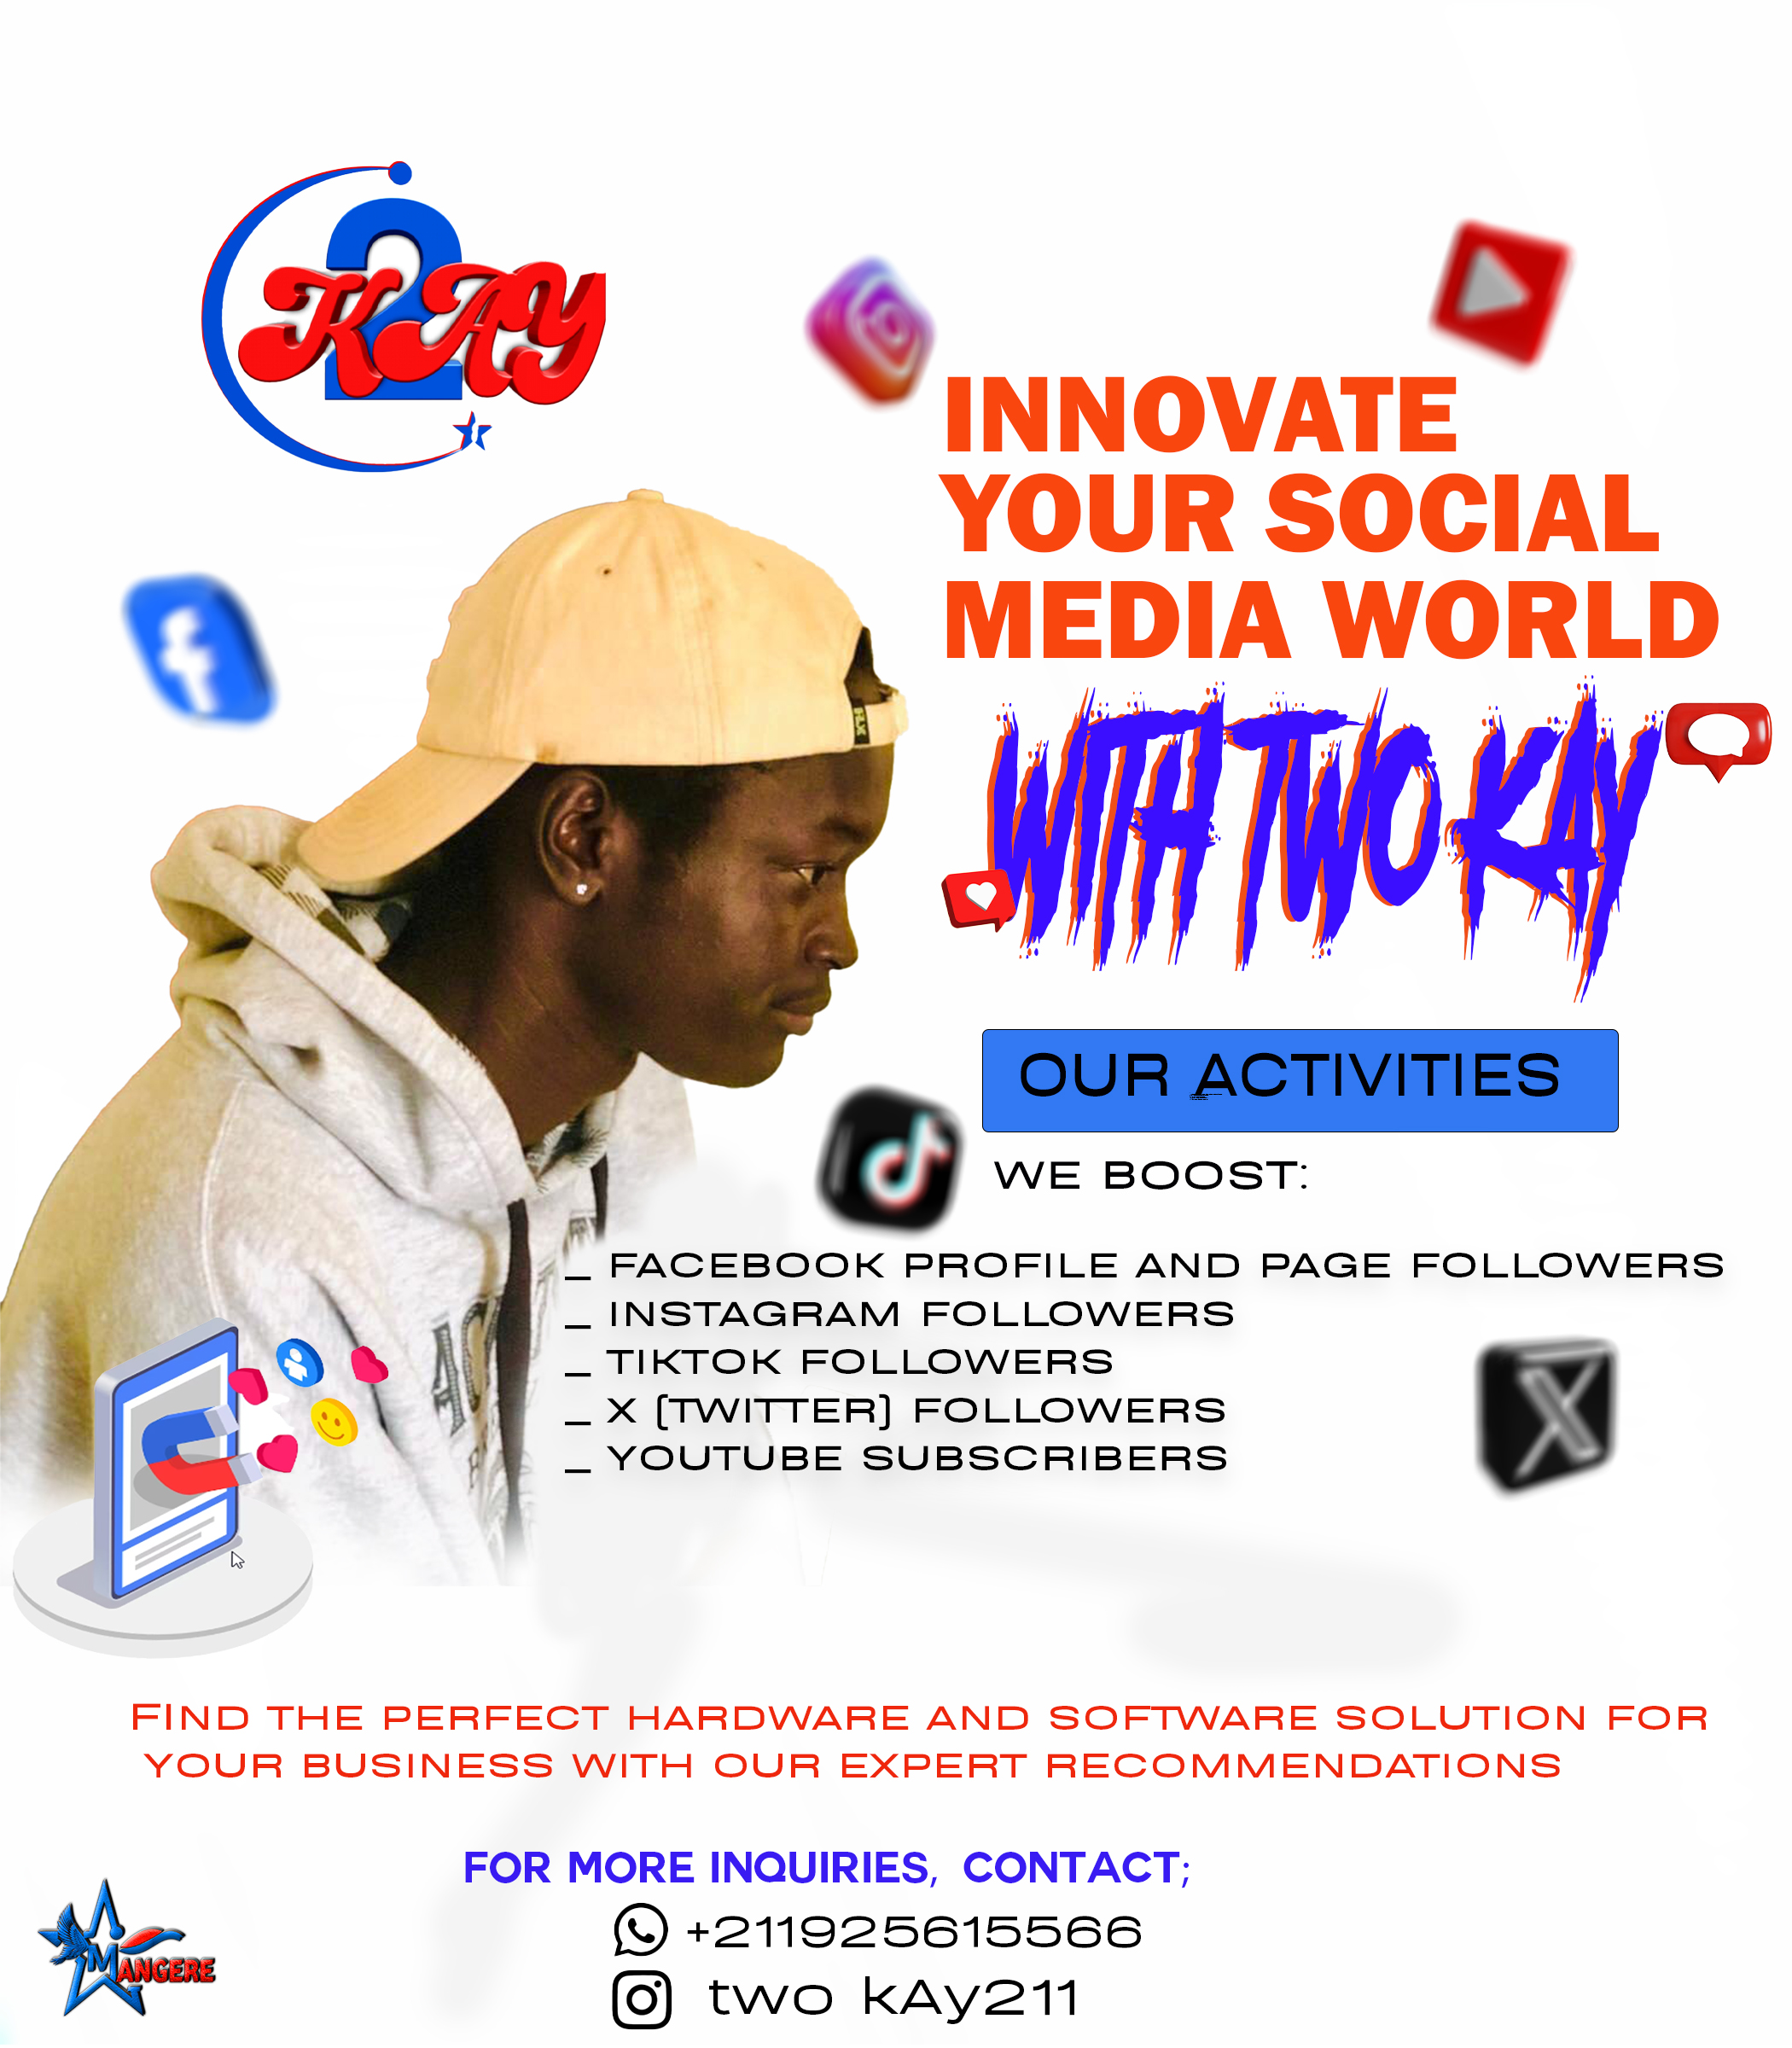 2
KAY
INNOVATE
YOUR SOCIAL
MEDIA WORLD
WITH TWO KAY
OUR ACTIVITIES
WE BOOST:
_ FACEBOOK PROFILE AND PAGE FOLLOWERS
_ INSTAGRAM FOLLOWERS
_ TIKTOK FOLLOWERS
_ X (TWITTER) FOLLOWERS
_ YOUTUBE SUBSCRIBERS
FIND THE PERFECT HARDWARE AND SOFTWARE SOLUTION FOR
YOUR BUSINESS WITH OUR EXPERT RECOMMENDATIONS
FOR MORE INQUIRIES, CONTACT;
+211925615566
two kAy211
MANGERE